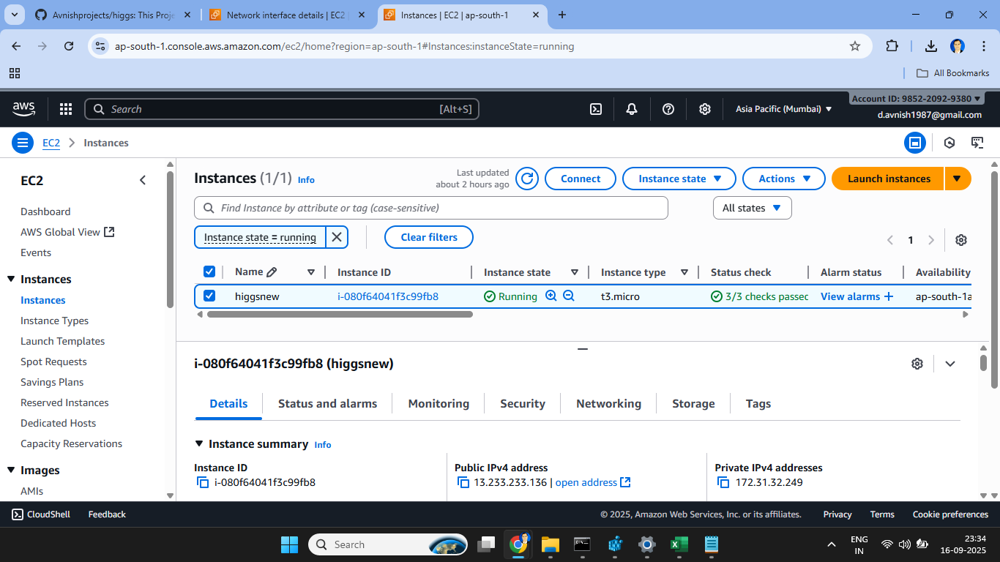 Avnishprojects/higgs: This Proje
Network interface details | EC2 |
Instances | EC2 | ap-south-1
ap-south-1.console.aws.amazon.com/ec2/home?region=ap-south-1#Instances:instanceState=running
All Bookmarks
aws
Search
[Alt+S]
Asia Pacific (Mumbai)
Account ID: 9852-2092-9380
d.avnish1987@gmail.com
EC2
Instances
EC2
Dashboard
AWS Global View
Events
Instances
Instances
Instance Types
Launch Templates
Spot Requests
Savings Plans
Reserved Instances
Dedicated Hosts
Capacity Reservations
Images
AMIs
Instances (1/1) Info
Last updated
about 2 hours ago
Connect
Instance state
Actions
Launch instances
Find Instance by attribute or tag (case-sensitive)
All states
Instance state = running
Clear filters
1
Name Instance ID Instance state Instance type Status check Alarm status Availability
higgsnew i-080f64041f3c99fb8 Running t3.micro 3/3 checks passec View alarms + ap-south-1a
i-080f64041f3c99fb8 (higgsnew)
Details Status and alarms Monitoring Security Networking Storage Tags
Instance summary Info
Instance ID
i-080f64041f3c99fb8
Public IPv4 address
13.233.233.136 | open address
Private IPv4 addresses
172.31.32.249
CloudShell Feedback
© 2025, Amazon Web Services, Inc. or its affiliates. Privacy Terms Cookie preferences
Search
ENG
IN
23:34
16-09-2025